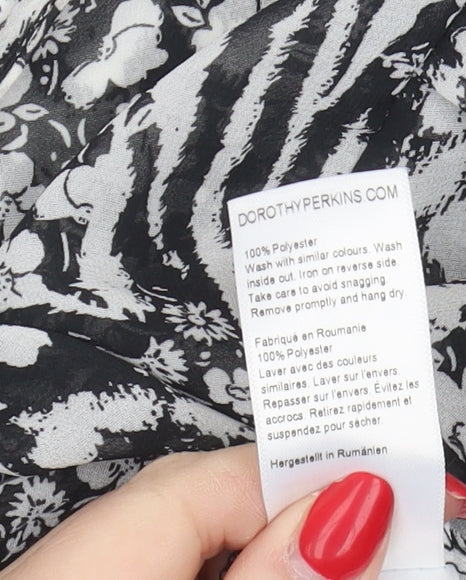 DOROTHYPERKINS.COM
100% Polyester
Wash with similar colours. Wash
inside out. Iron on reverse side.
Take care to avoid snagging.
Remove promptly and hang dry
Fabriqué en Roumanie
100% Polyester
Laver avec des couleurs
similaires. Laver sur l'envers.
Repasser sur l'envers. Évitez les
accrocs. Retirez rapidement et
suspendez pour sécher.
Hergestellt in Rumänien